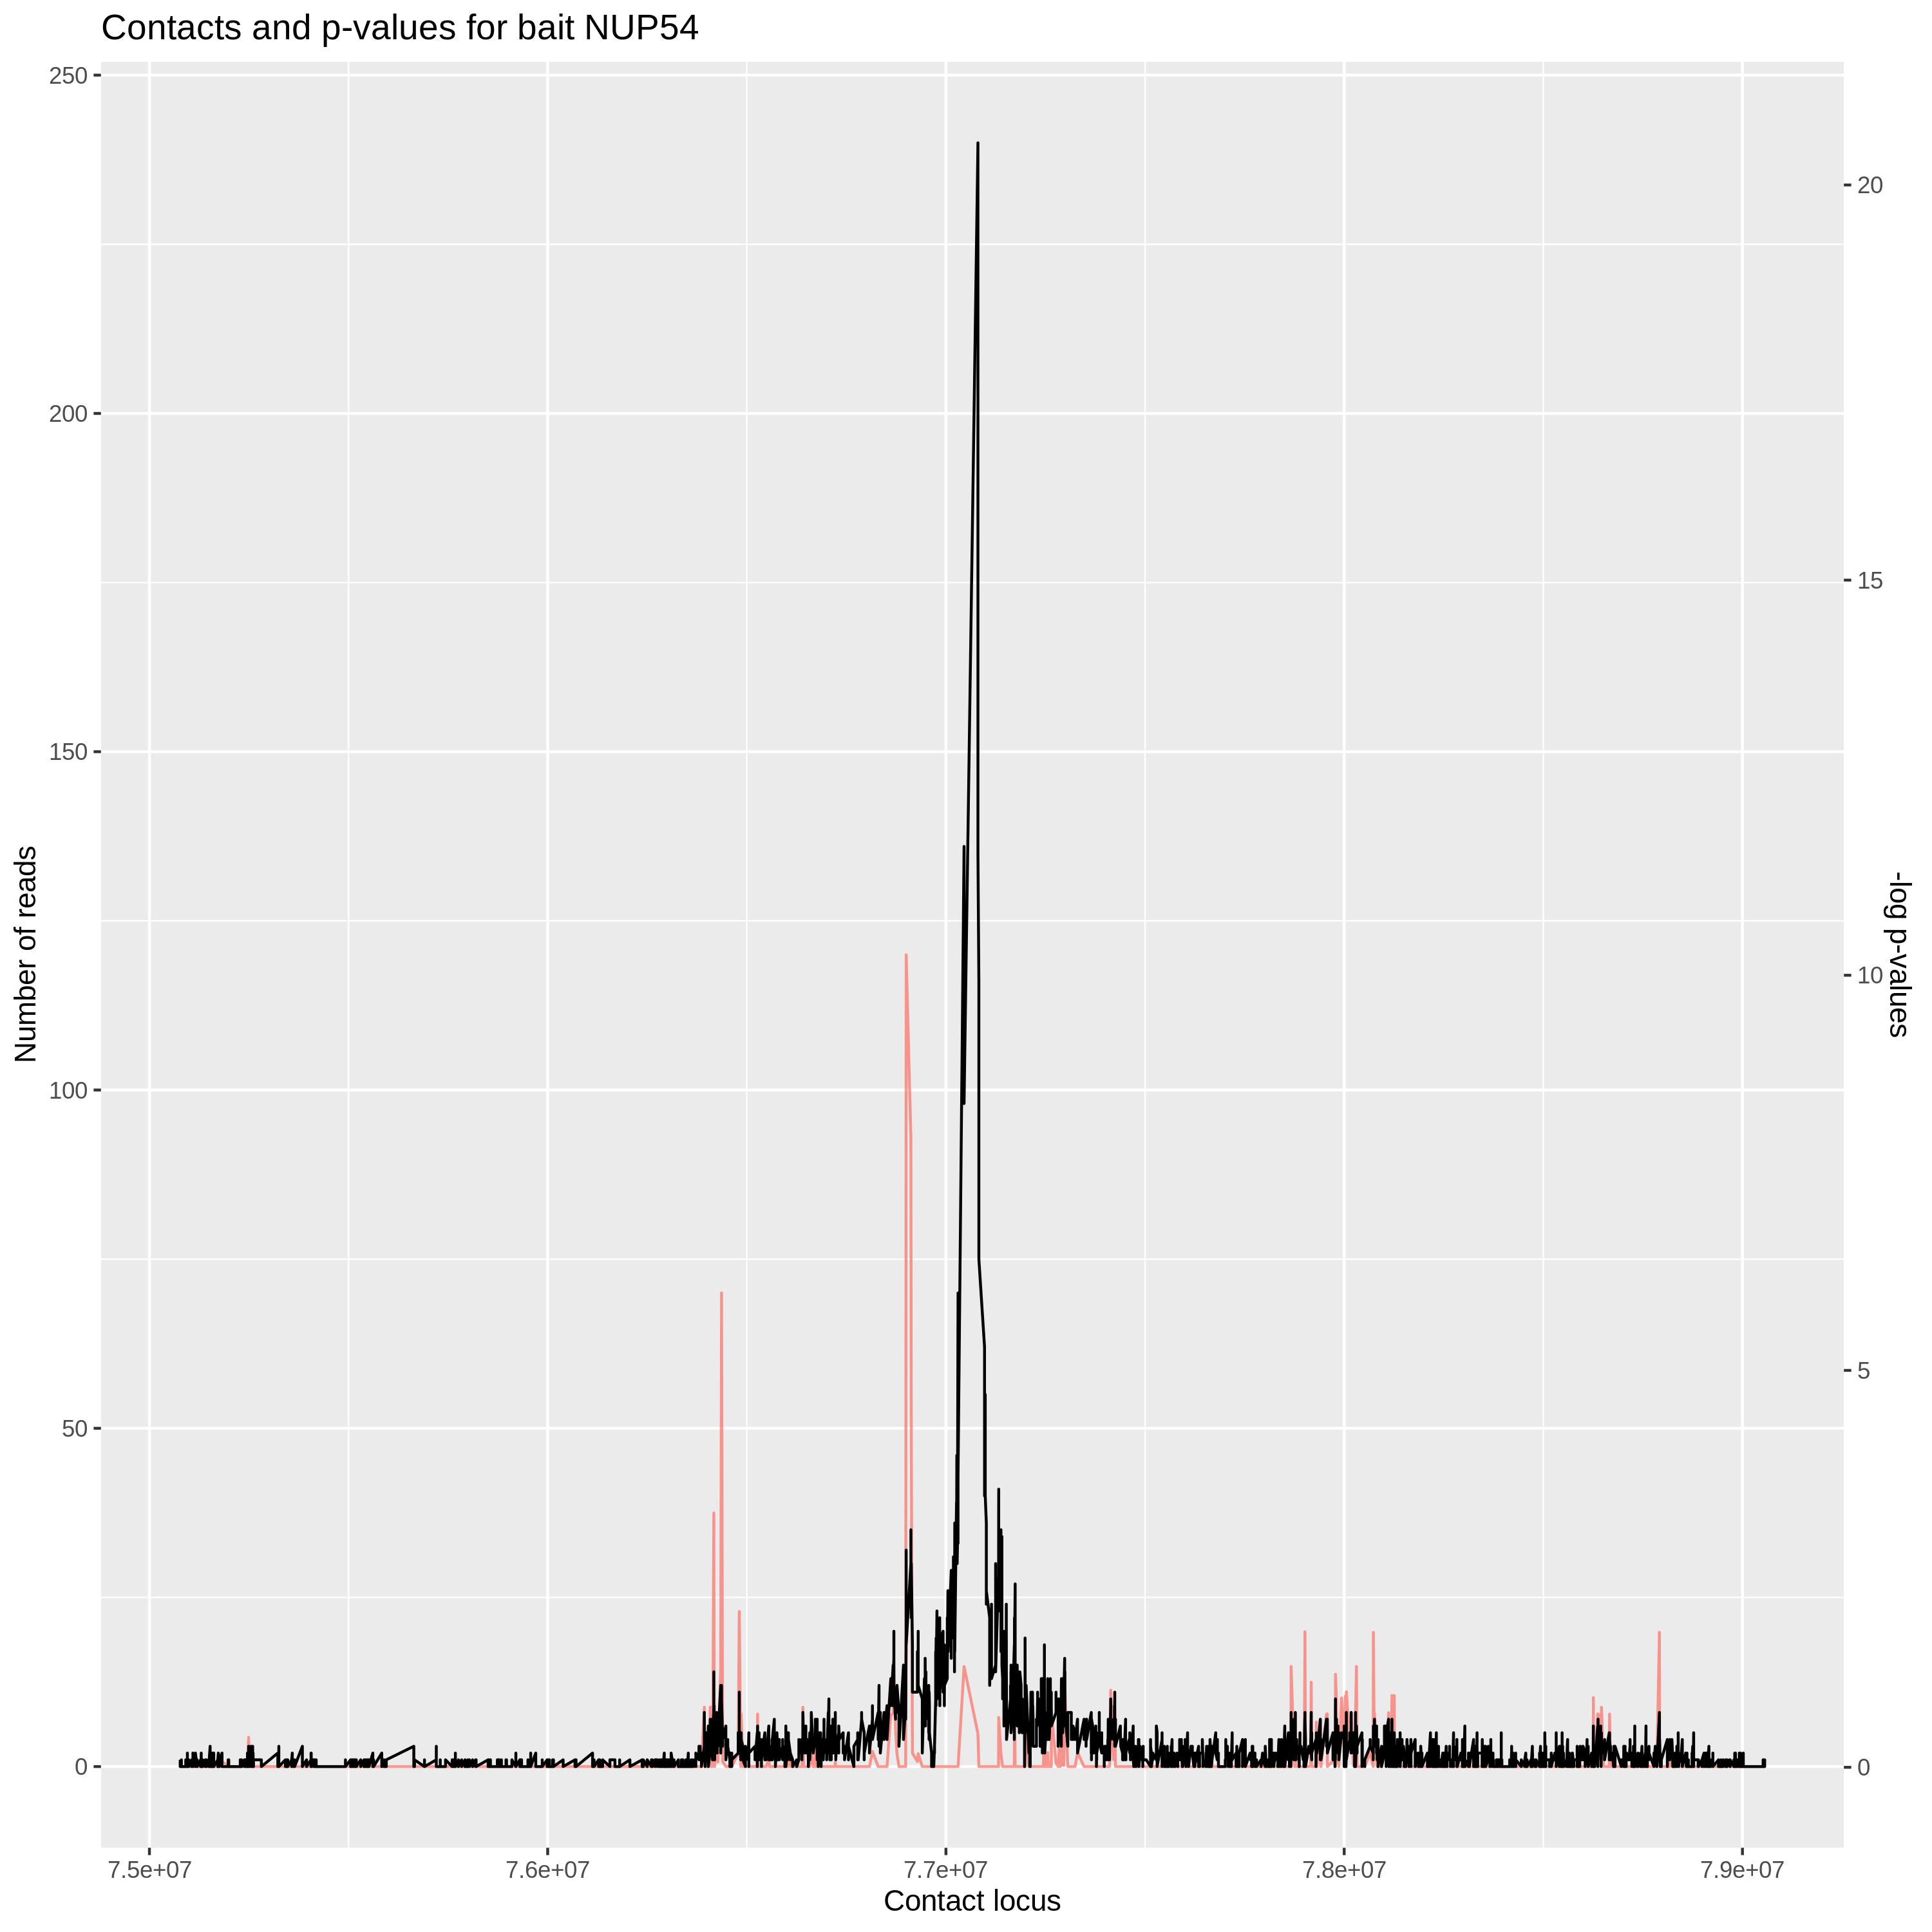 Contacts and p-values for bait NUP54
250
200
150
100
50
0
Number of reads
20
15
10
5
0
-log p-values
7.5e+07
7.6e+07
7.7e+07
7.8e+07
7.9e+07
Contact locus